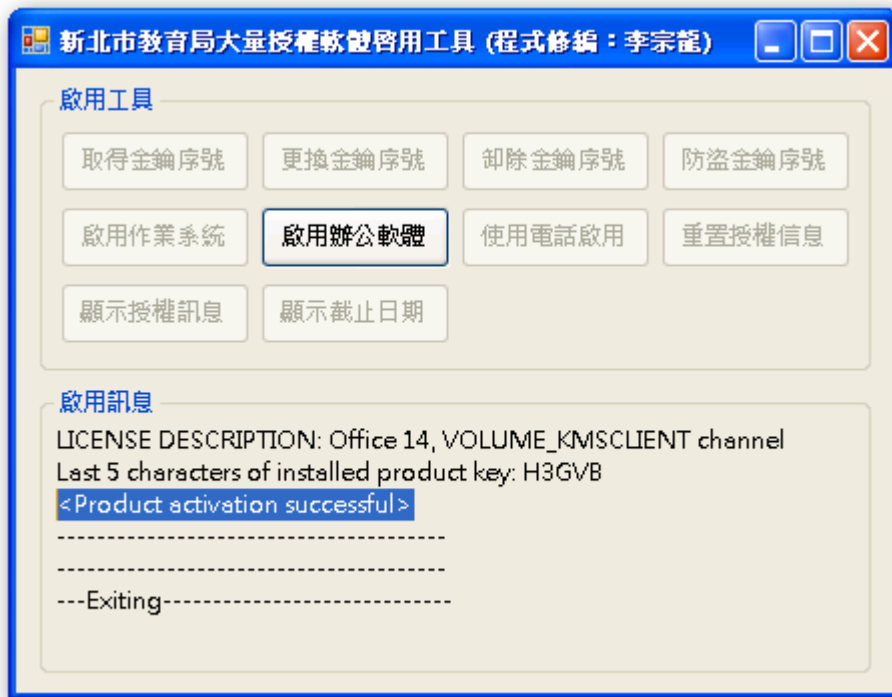 新北市教育局大量授權軟體啓用工具 (程式修編：李宗龍)
啟用工具
取得金鑰序號 更換金鑰序號 卸除金鑰序號 防盜金鑰序號
啟用作業系統 啟用辦公軟體 使用電話啟用 重置授權信息
顯示授權訊息 顯示截止日期
啟用訊息
LICENSE DESCRIPTION: Office 14, VOLUME_KMSCLIENT channel
Last 5 characters of installed product key: H3GVB
<Product activation successful>
---------------------------------------
---------------------------------------
---Exiting-----------------------------